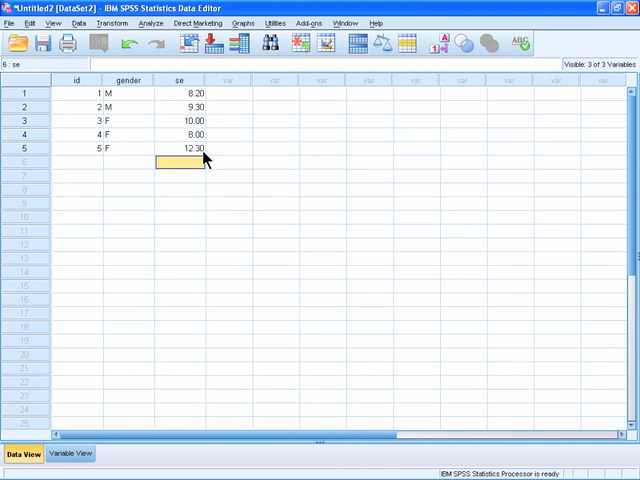 *Untitled2 [DataSet2] - IBM SPSS Statistics Data Editor
File Edit View Data Transform Analyze Direct Marketing Graphs Utilities Add-ons Window Help
6 : se Visible: 3 of 3 Variables
id gender se var var var var var var var var var
1 1 M 8.20
2 2 M 9.30
3 3 F 10.00
4 4 F 8.00
5 5 F 12.30
6
7
8
9
10
11
12
13
14
15
16
17
18
19
20
21
22
23
24
25
Data View Variable View
IBM SPSS Statistics Processor is ready